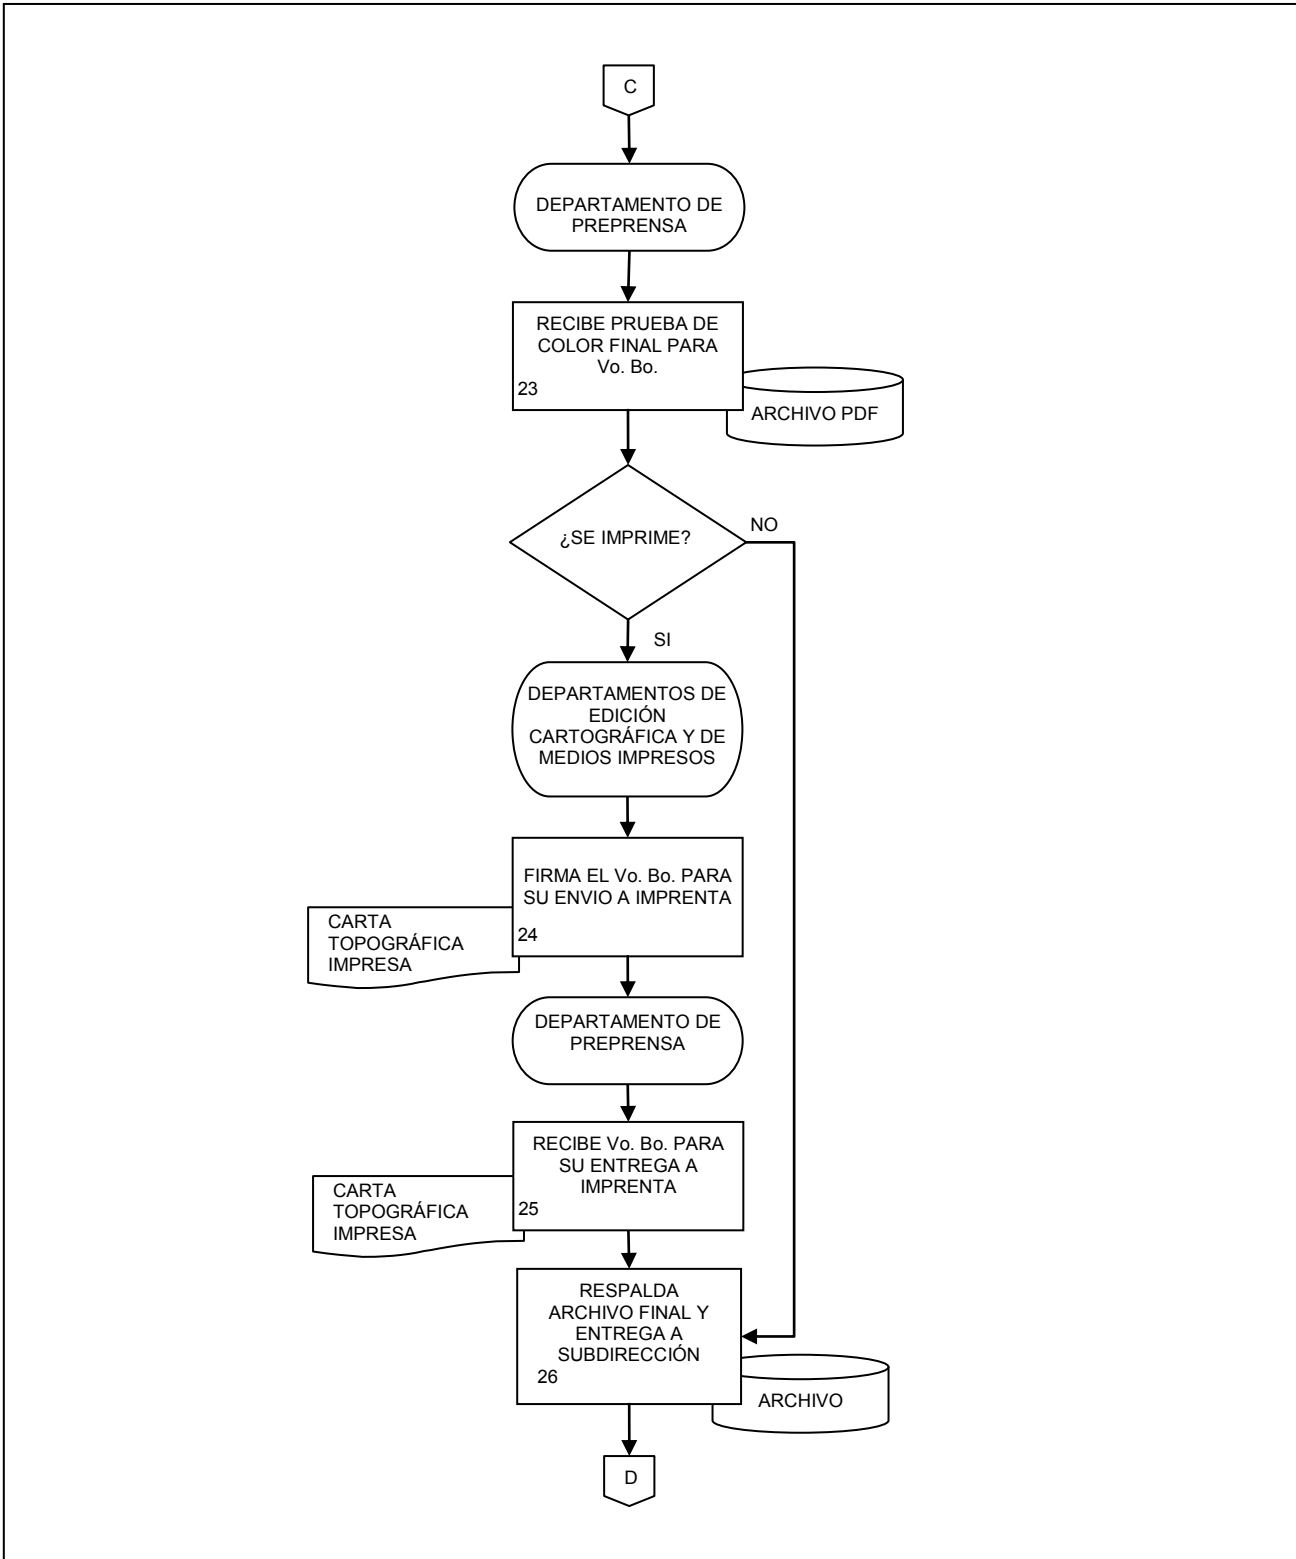 C
DEPARTAMENTO DE
PREPRENSA
RECIBE PRUEBA DE
COLOR FINAL PARA
Vo. Bo.
23
ARCHIVO PDF
¿SE IMPRIME?
NO
SI
DEPARTAMENTOS DE
EDICIÓN
CARTOGRÁFICA Y DE
MEDIOS IMPRESOS
FIRMA EL Vo. Bo. PARA
SU ENVIO A IMPRENTA
24
CARTA
TOPOGRÁFICA
IMPRESA
DEPARTAMENTO DE
PREPRENSA
RECIBE Vo. Bo. PARA
SU ENTREGA A
IMPRENTA
25
CARTA
TOPOGRÁFICA
IMPRESA
RESPALDA
ARCHIVO FINAL Y
ENTREGA A
SUBDIRECCIÓN
26
ARCHIVO
D